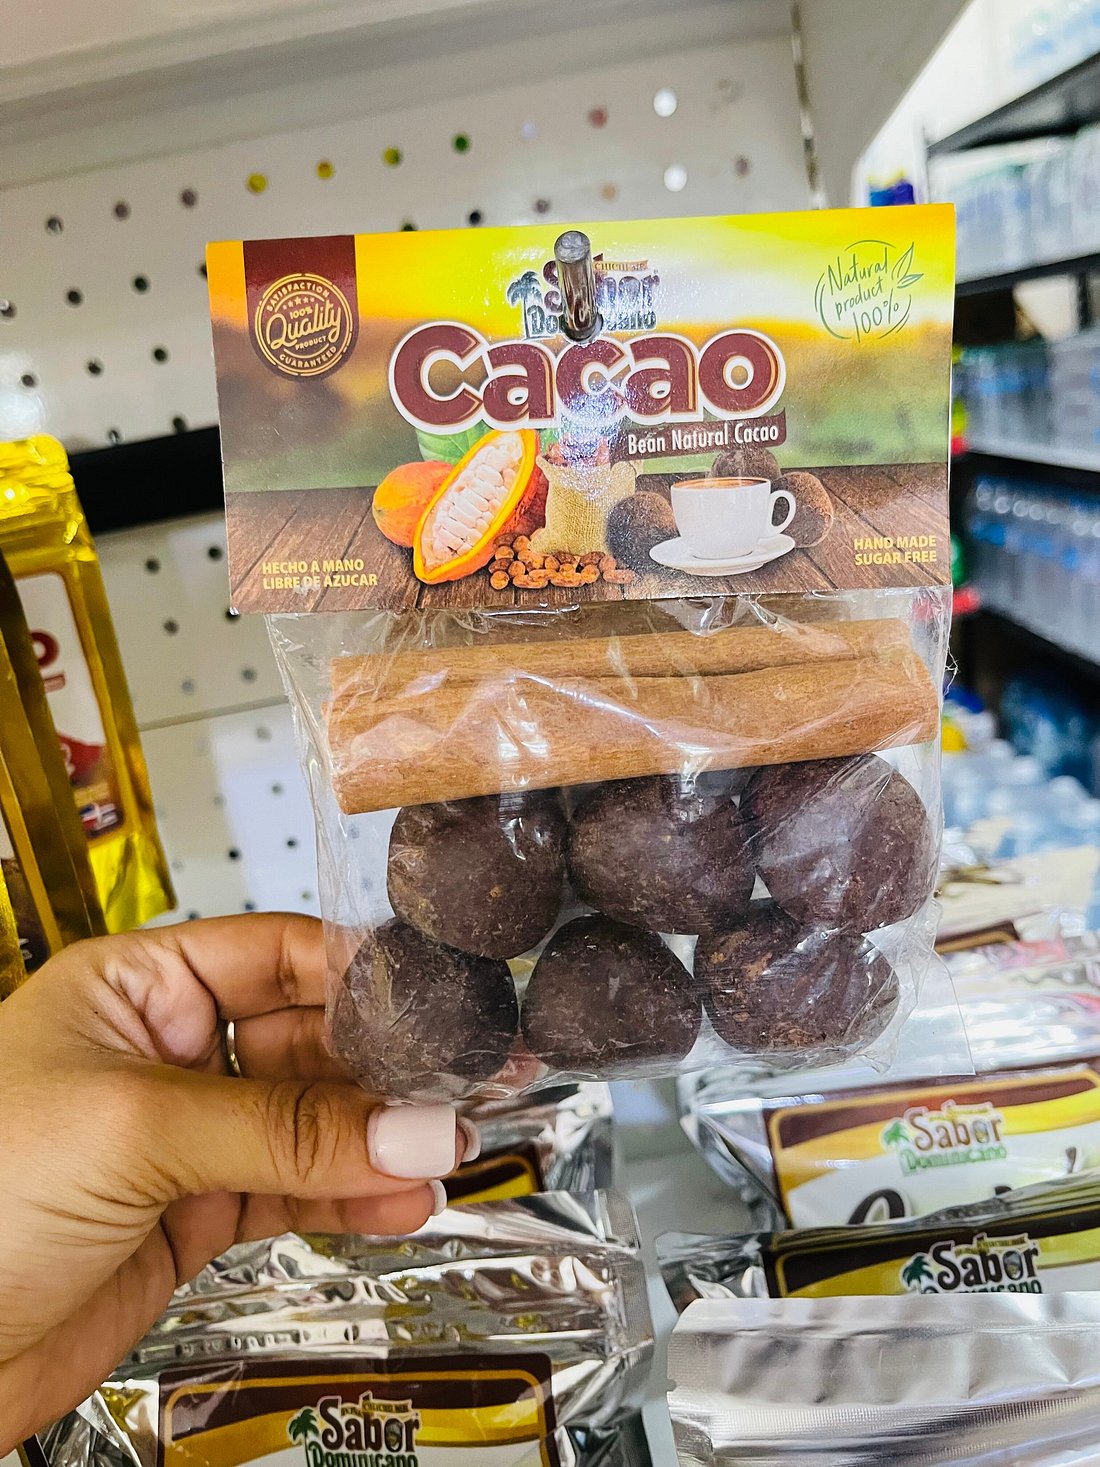 SATISFACTION
100%
Quality
PRODUCT
GUARANTEED
Sabor
Cacao
Bean Natural Cacao
Natural
product
100%
HECHO A MANO
LIBRE DE AZUCAR
HAND MADE
SUGAR FREE
Sabor
DOMINICANO
Sabor
Sabor
DOMINICANO